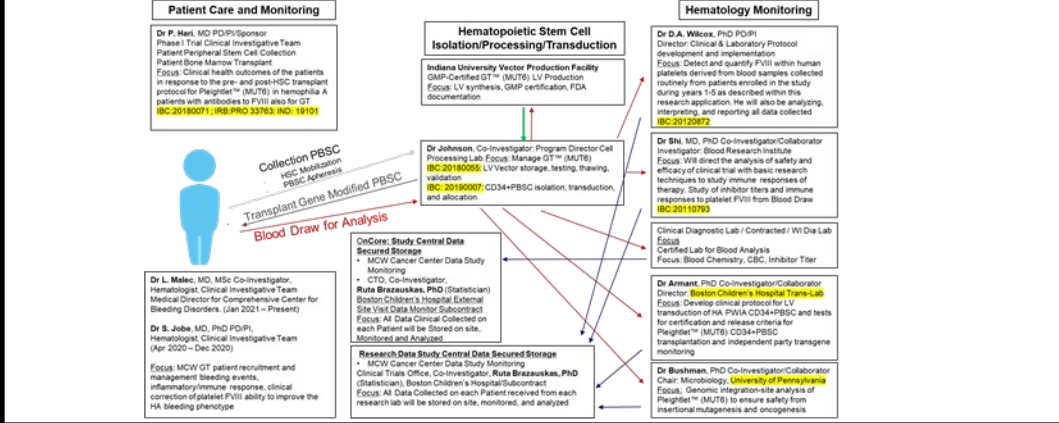 Patient Care and Monitoring
Dr P. Hari, MD PD/PI/Sponsor
Phase I Trial Clinical Investigative Team
Patient Peripheral Stem Cell Collection
Patient Bone Marrow Transplant
Focus: Clinical health outcomes of the patients
in response to the pre- and post-HSC transplant
protocol for Pleightlet™ (MUT6) in hemophilia A
patients with antibodies to FVIII also for GT
IBC:20180071; IRB:PRO 33763: IND: 19101
Collection PBSC
HSC Mobilization
PBSC Apheresis
Transplant Gene Modified PBSC
Blood Draw for Analysis
Dr L. Malec, MD, MSc Co-Investigator,
Hematologist, Clinical Investigative Team
Medical Director for Comprehensive Center for
Bleeding Disorders. (Jan 2021 – Present)
Dr S. Jobe, MD, PhD PD/PI,
Hematologist, Clinical Investigative Team
(Apr 2020 – Dec 2020)
Focus: MCW GT patient recruitment and
management bleeding events,
inflammatory/immune response, clinical
correction of platelet FVIII ability to improve the
HA bleeding phenotype
Hematopoietic Stem Cell
Isolation/Processing/Transduction
Indiana University Vector Production Facility
GMP-Certified GT™ (MUT6) LV Production
Focus: LV synthesis, GMP certification, FDA
documentation
Dr Johnson, Co-Investigator: Program Director Cell
Processing Lab. Focus: Manage GT™ (MUT6)
IBC:20180055: LV Vector storage, testing, thawing,
validation
IBC: 20190007: CD34+PBSC isolation, transduction,
and allocation
OnCore: Study Central Data
Secured Storage
• MCW Cancer Center Data Study
Monitoring
• CTO, Co-Investigator,
Ruta Brazauskas, PhD (Statistician)
Boston Children's Hospital External
Site Visit Data Monitor Subcontract
Focus: All Data Clinical Collected on
each Patient will be Stored on site,
Monitored and Analyzed
Research Data Study Central Data Secured Storage
• MCW Cancer Center Data Study Monitoring
Clinical Trials Office, Co-Investigator, Ruta Brazauskas, PhD
(Statistician), Boston Children's Hospital/Subcontract
Focus: All Data Collected on each Patient received from each
research lab will be stored on site, monitored, and analyzed
Hematology Monitoring
Dr D.A. Wilcox, PhD PD/PI
Director: Clinical & Laboratory Protocol
development and implementation
Focus: Detect and quantify FVIII within human
platelets derived from blood samples collected
routinely from patients enrolled in the study
during years 1-5 as described within this
research application. He will also be analyzing,
interpreting, and reporting all data collected
IBC:20120872
Dr Shi, MD, PhD Co-Investigator/Collaborator
Investigator: Blood Research Institute
Focus: Will direct the analysis of safety and
efficacy of clinical trial with basic research
techniques to study immune responses of
therapy. Study of inhibitor titers and immune
responses to platelet FVIII from Blood Draw
IBC:20110793
Clinical Diagnostic Lab / Contracted / WI Dia Lab
Focus
Certified Lab for Blood Analysis
Focus: Blood Chemistry, CBC, Inhibitor Titer
Dr Armant, PhD Co-Investigator/Collaborator
Director: Boston Children's Hospital Trans-Lab
Focus: Develop clinical protocol for LV
transduction of HA PWIA CD34+PBSC and tests
for certification and release criteria for
Pleightlet™ (MUT6) CD34+PBSC
transplantation and independent party transgene
monitoring
Dr Bushman, PhD Co-Investigator/Collaborator
Chair: Microbiology, University of Pennsylvania
Focus: Genomic integration-site analysis of
Pleightlet™ (MUT6) to ensure safety from
insertional mutagenesis and oncogenesis